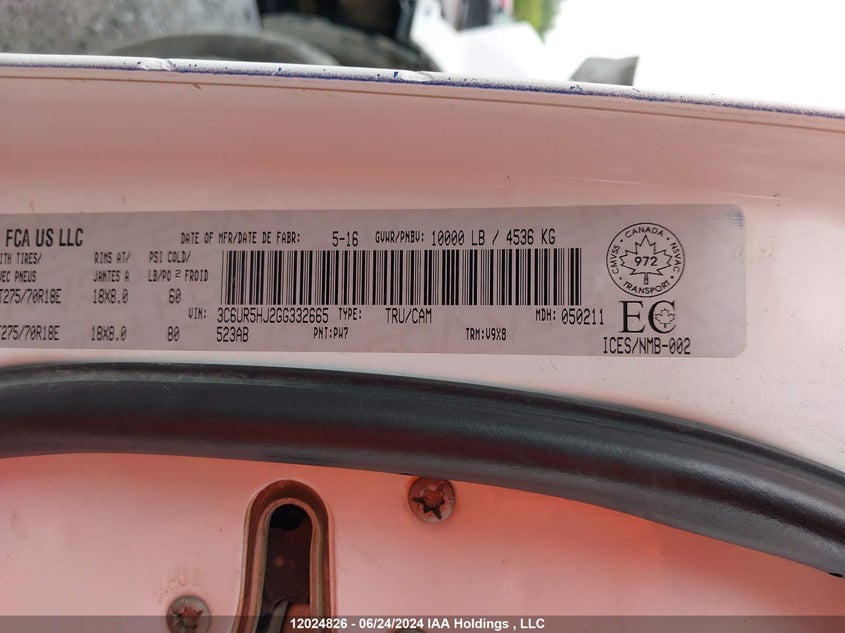 FCA US LLC DATE OF MFR/DATE DE FABR: 5-16 GVWR/PNBV: 10000 LB / 4536 KG
ITH TIRES/ RIMS AT/ PSI COLD/
VEC PNEUS JANTES A LB/PO 2 FROID
T275/70R18E 18X8.0 60
VIN: 3C6UR5HJ2GG332665 TYPE: TRU/CAM MDH: 050211
T275/70R18E 18X8.0 80 523AB PNT:PW7 TRM:V9X8
CANADA
CMVSS 972 NSVAC
TRANSPORT
EC
ICES/NMB-002
12024826 - 06/24/2024 IAA Holdings , LLC